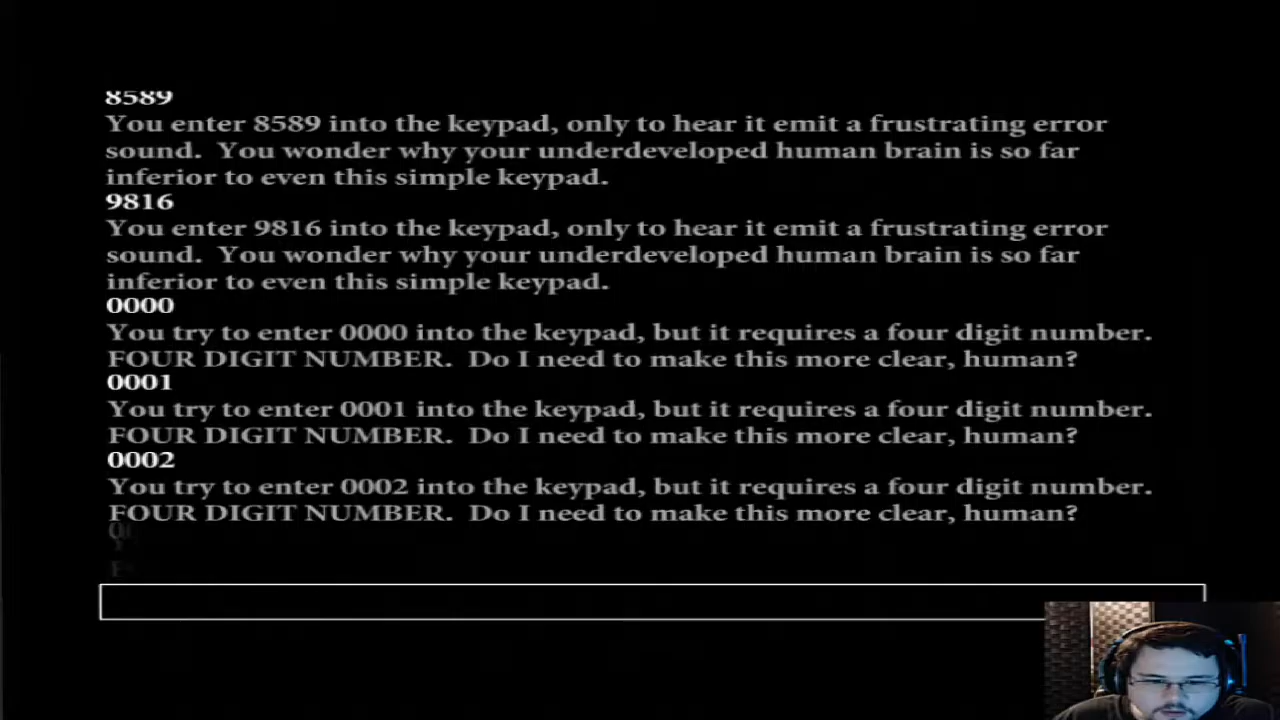 8589
You enter 8589 into the keypad, only to hear it emit a frustrating error
sound. You wonder why your underdeveloped human brain is so far
inferior to even this simple keypad.
9816
You enter 9816 into the keypad, only to hear it emit a frustrating error
sound. You wonder why your underdeveloped human brain is so far
inferior to even this simple keypad.
0000
You try to enter 0000 into the keypad, but it requires a four digit number.
FOUR DIGIT NUMBER. Do I need to make this more clear, human?
0001
You try to enter 0001 into the keypad, but it requires a four digit number.
FOUR DIGIT NUMBER. Do I need to make this more clear, human?
0002
You try to enter 0002 into the keypad, but it requires a four digit number.
FOUR DIGIT NUMBER. Do I need to make this more clear, human?